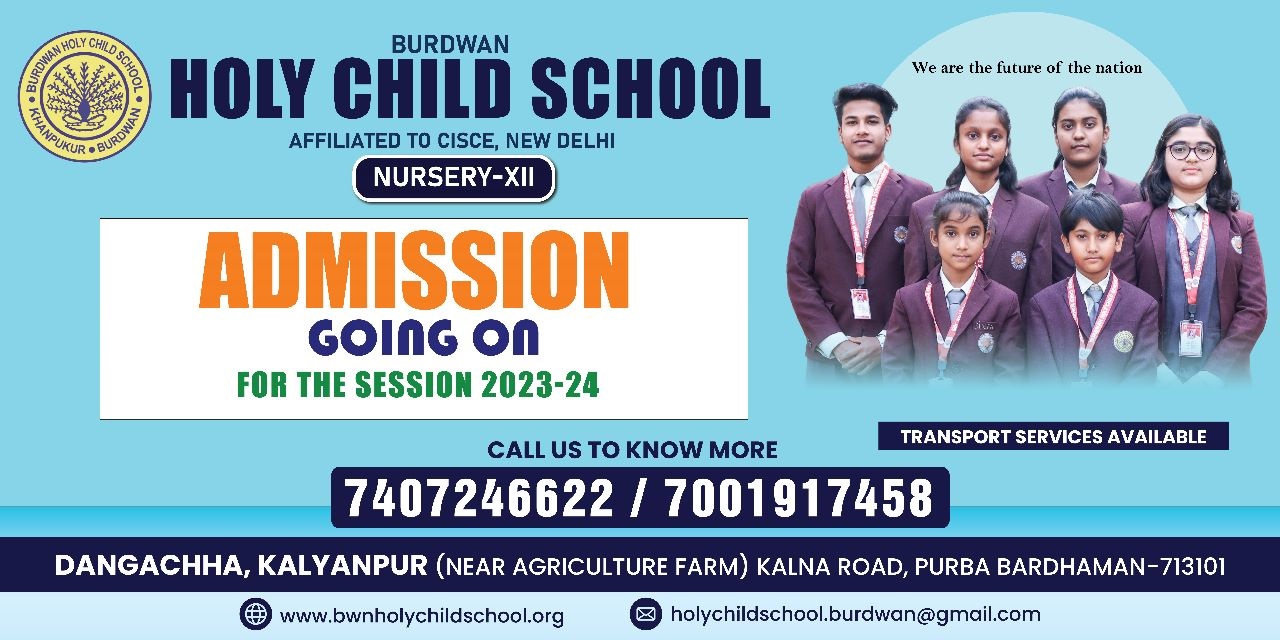 BURDWAN HOLY CHILD SCHOOL
KHANPUKUR • BURDWAN
BURDWAN
HOLY CHILD SCHOOL
AFFILIATED TO CISCE, NEW DELHI
NURSERY-XII
We are the future of the nation
ADMISSION
GOING ON
FOR THE SESSION 2023-24
TRANSPORT SERVICES AVAILABLE
CALL US TO KNOW MORE
7407246622 / 7001917458
DANGACHHA, KALYANPUR (NEAR AGRICULTURE FARM) KALNA ROAD, PURBA BARDHAMAN-713101
www.bwnholychildschool.org
holychildschool.burdwan@gmail.com